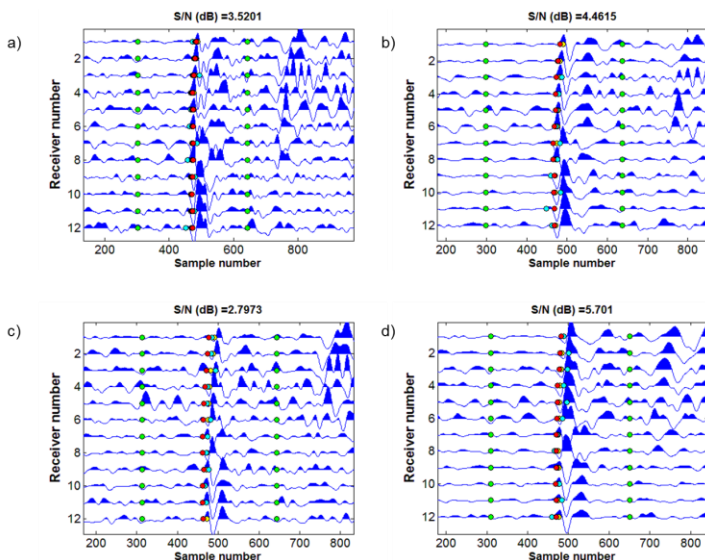 a)
S/N (dB) =3.5201
Receiver number
2
4
6
8
10
12
200 400 600 800
Sample number
b)
S/N (dB) =4.4615
Receiver number
2
4
6
8
10
12
200 300 400 500 600 700 800
Sample number
c)
S/N (dB) =2.7973
Receiver number
2
4
6
8
10
12
200 300 400 500 600 700 800
Sample number
d)
S/N (dB) =5.701
Receiver number
2
4
6
8
10
12
200 300 400 500 600 700 800
Sample number